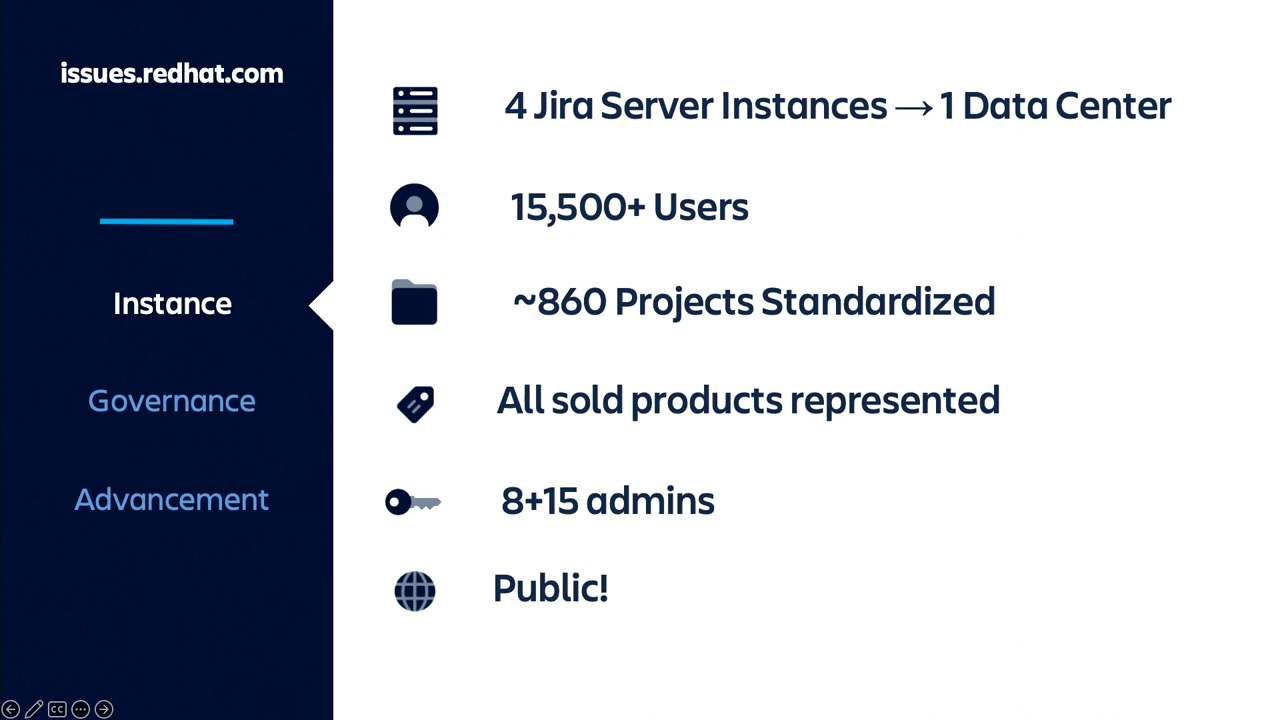 issues.redhat.com
Instance
Governance
Advancement
4 Jira Server Instances → 1 Data Center
15,500+ Users
~860 Projects Standardized
All sold products represented
8+15 admins
Public!
CC